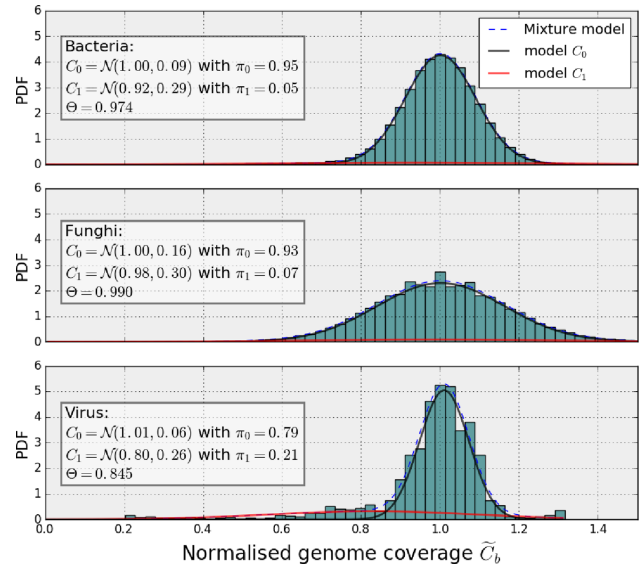 6
5
4
3
2
1
0
PDF
Bacteria:
C₀ = 𝒩(1.00, 0.09) with π₀ = 0.95
C₁ = 𝒩(0.92, 0.29) with π₁ = 0.05
Θ = 0.974
Mixture model
model C₀
model C₁
6
5
4
3
2
1
0
PDF
Funghi:
C₀ = 𝒩(1.00, 0.16) with π₀ = 0.93
C₁ = 𝒩(0.98, 0.30) with π₁ = 0.07
Θ = 0.990
6
5
4
3
2
1
0
PDF
Virus:
C₀ = 𝒩(1.01, 0.06) with π₀ = 0.79
C₁ = 𝒩(0.80, 0.26) with π₁ = 0.21
Θ = 0.845
0.0 0.2 0.4 0.6 0.8 1.0 1.2 1.4
Normalised genome coverage C̃_b